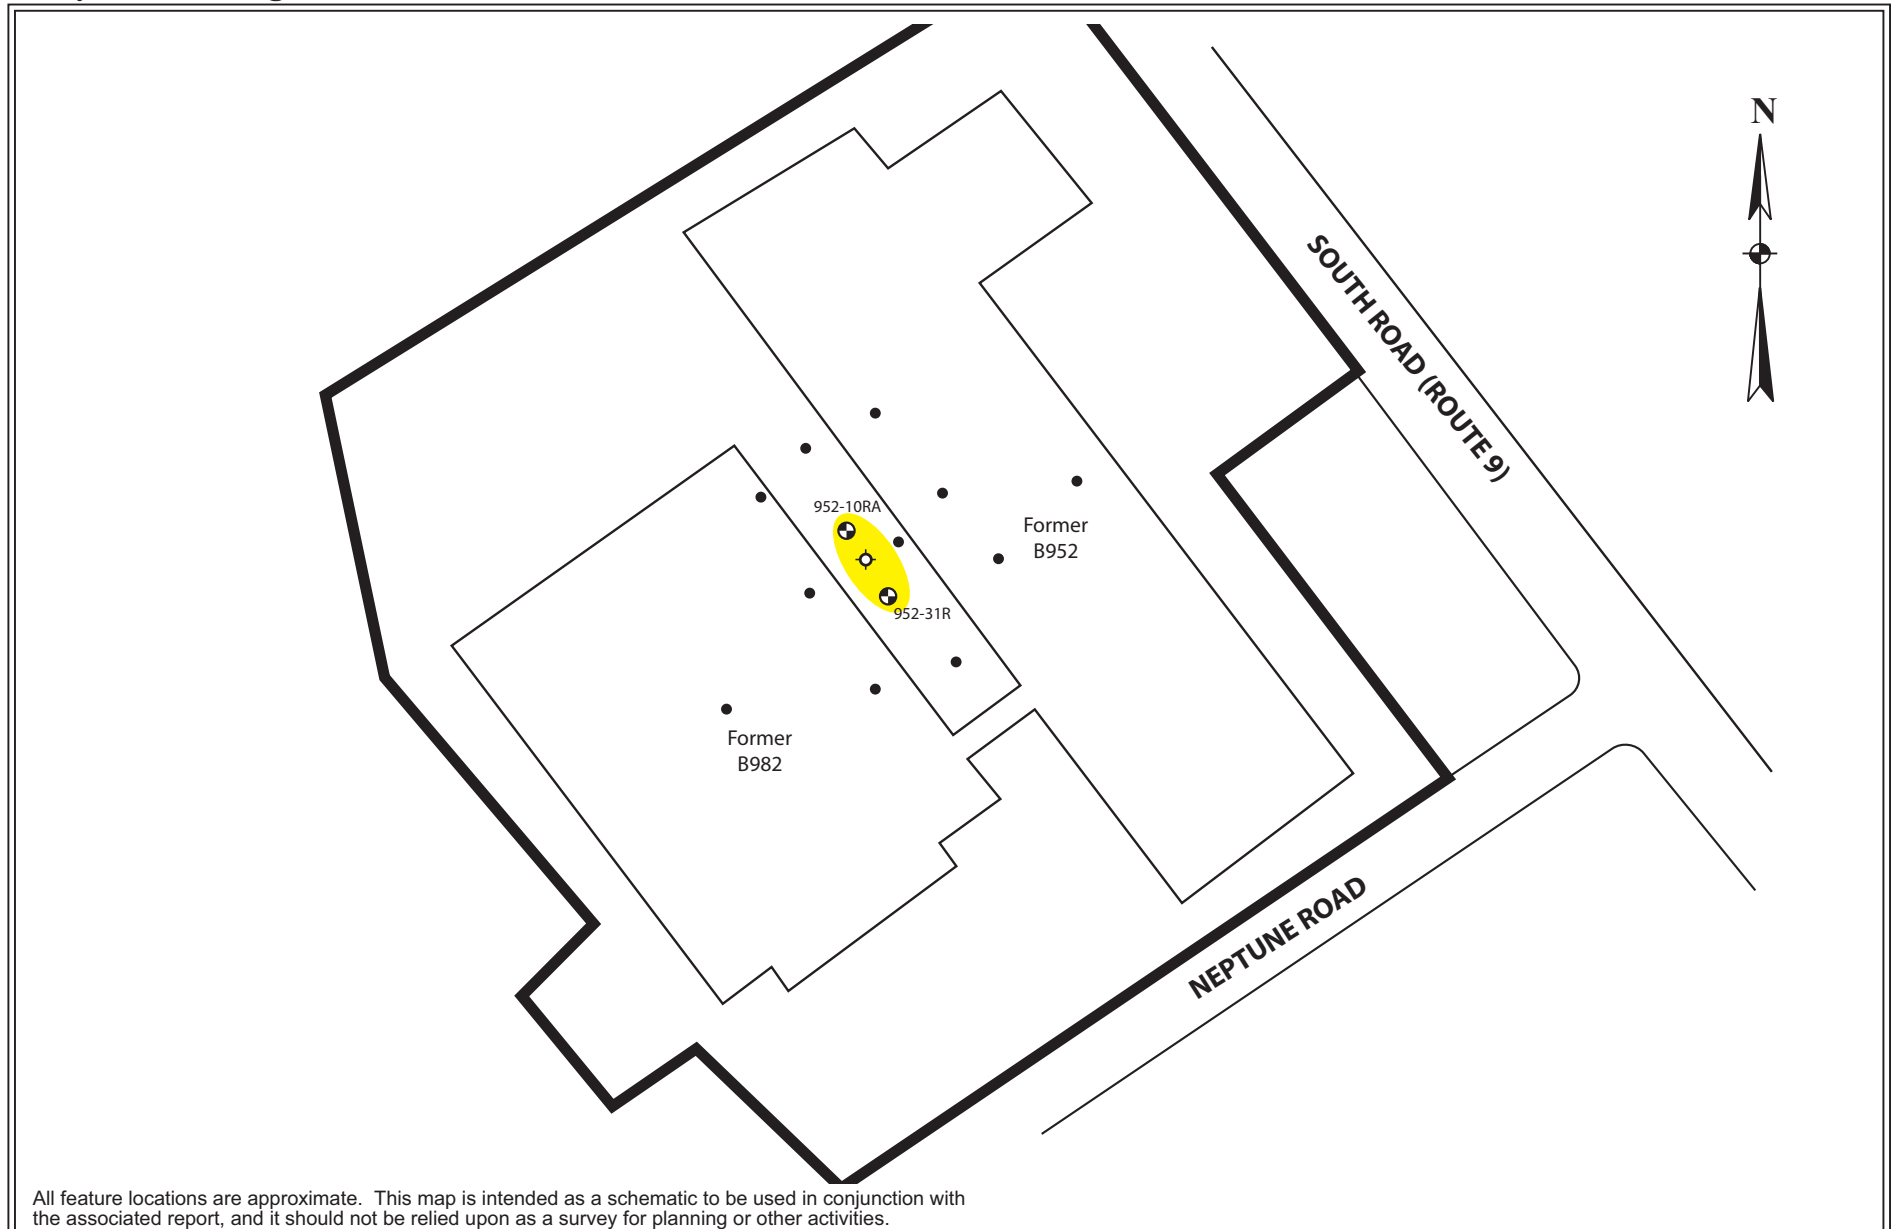 N
SOUTH ROAD (ROUTE 9)
952-10RA
Former
B952
952-31R
Former
B982
NEPTUNE ROAD
All feature locations are approximate.  This map is intended as a schematic to be used in conjunction with
the associated report, and it should not be relied upon as a survey for planning or other activities.